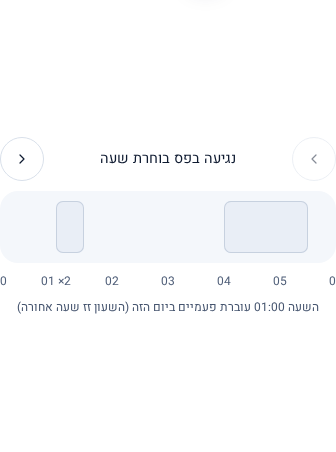 נגיעה בפס בוחרת שעה
0 01 ×2 02 03 04 05 0
השעה 01:00 עוברת פעמיים ביום הזה (השעון זז שעה אחורה)